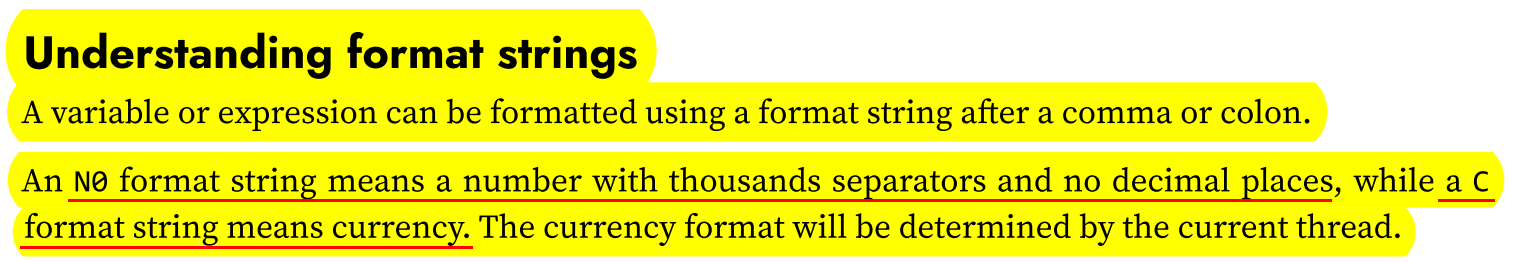 Understanding format strings
A variable or expression can be formatted using a format string after a comma or colon.
An N0 format string means a number with thousands separators and no decimal places, while a C
format string means currency. The currency format will be determined by the current thread.